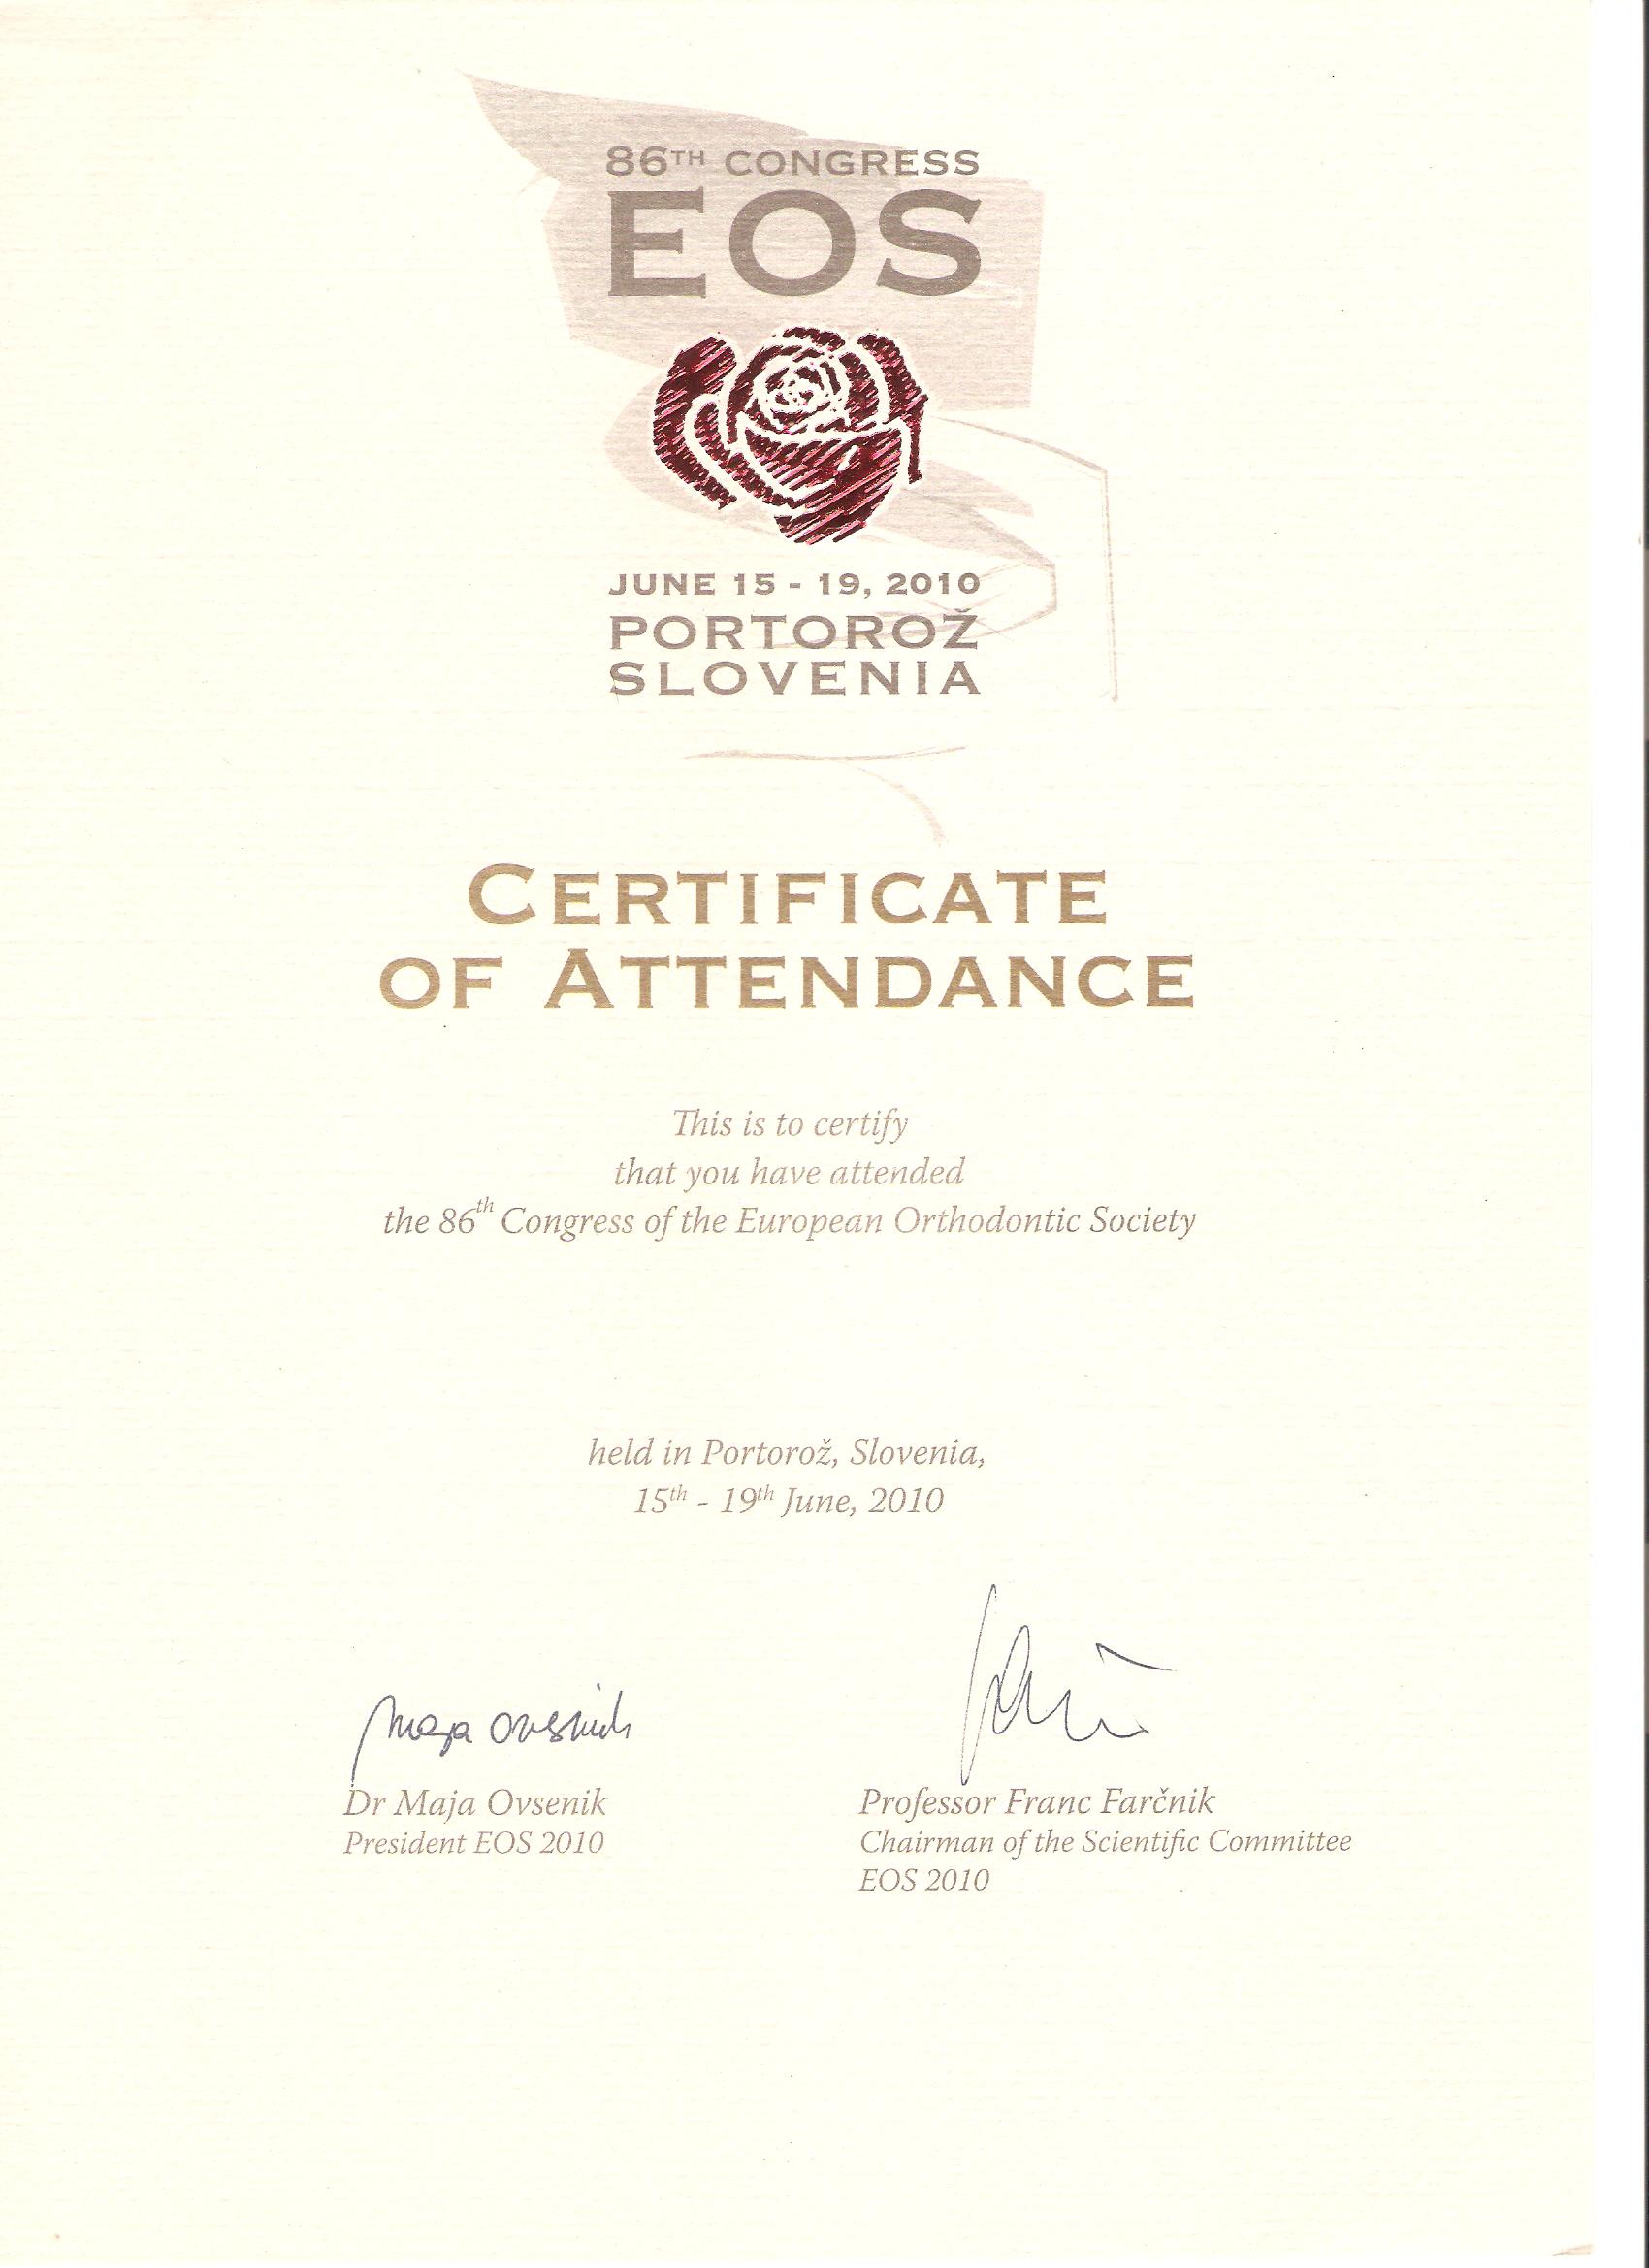 86TH CONGRESS
EOS
JUNE 15 - 19, 2010
PORTOROŽ
SLOVENIA
CERTIFICATE
OF ATTENDANCE
This is to certify
that you have attended
the 86th Congress of the European Orthodontic Society
held in Portorož, Slovenia,
15th - 19th June, 2010
Maja Ovsenik
Dr Maja Ovsenik
President EOS 2010
Professor Franc Farčnik
Chairman of the Scientific Committee
EOS 2010